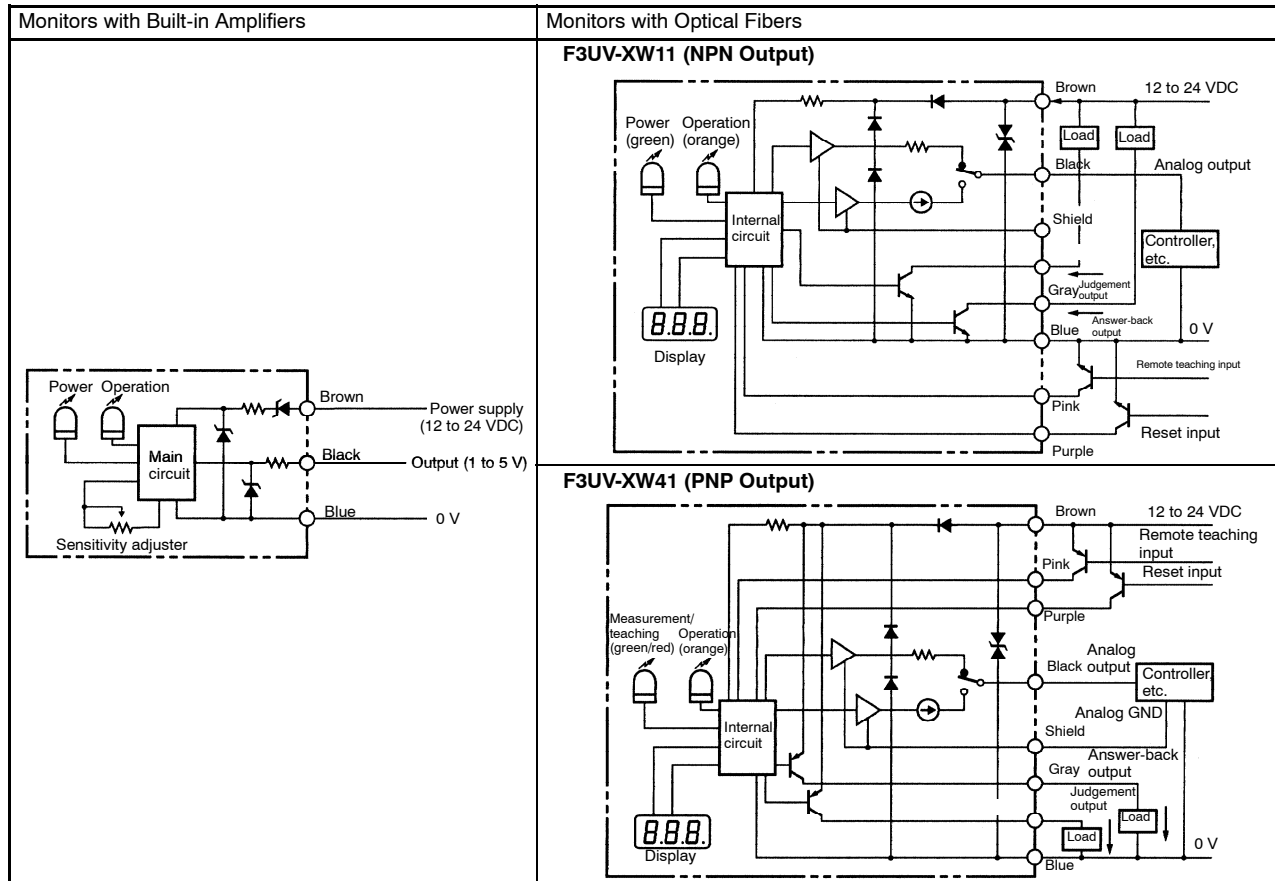 Monitors with Built-in Amplifiers
Monitors with Optical Fibers
Power
Operation
Brown
Power supply
(12 to 24 VDC)
Main
circuit
Black
Output (1 to 5 V)
Blue
0 V
Sensitivity adjuster
F3UV-XW11 (NPN Output)
Brown
12 to 24 VDC
Power
(green)
Operation
(orange)
Load
Load
Black
Analog output
Internal
circuit
Shield
Controller,
etc.
Gray
Judgement
output
8.8.8.
Display
Blue
Answer-back
output
0 V
Remote teaching input
Pink
Reset input
Purple
F3UV-XW41 (PNP Output)
Brown
12 to 24 VDC
Remote teaching
input
Pink
Reset input
Purple
Measurement/
teaching
(green/red)
Operation
(orange)
Analog
output
Black
Controller,
etc.
Analog GND
Internal
circuit
Shield
Answer-back
output
Gray
Judgement
output
Load
Load
8.8.8.
Display
0 V
Blue